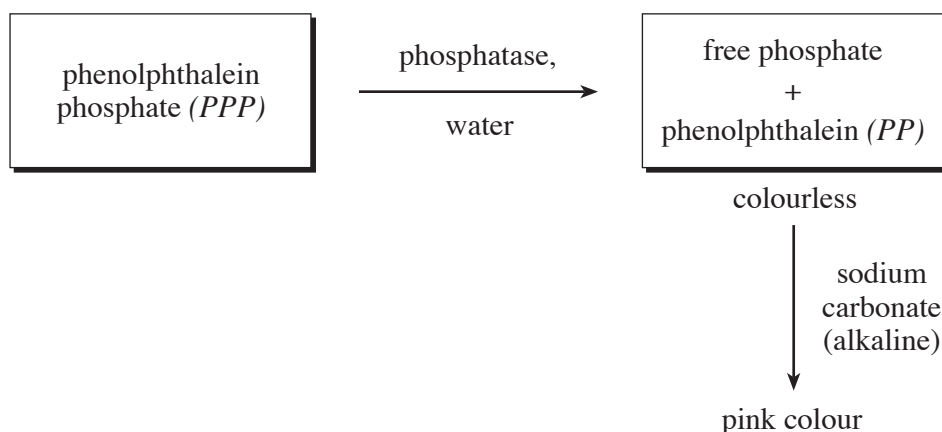 phenolphthalein
phosphate (PPP)
phosphatase,
water
free phosphate
+
phenolphthalein (PP)
colourless
sodium
carbonate
(alkaline)
pink colour